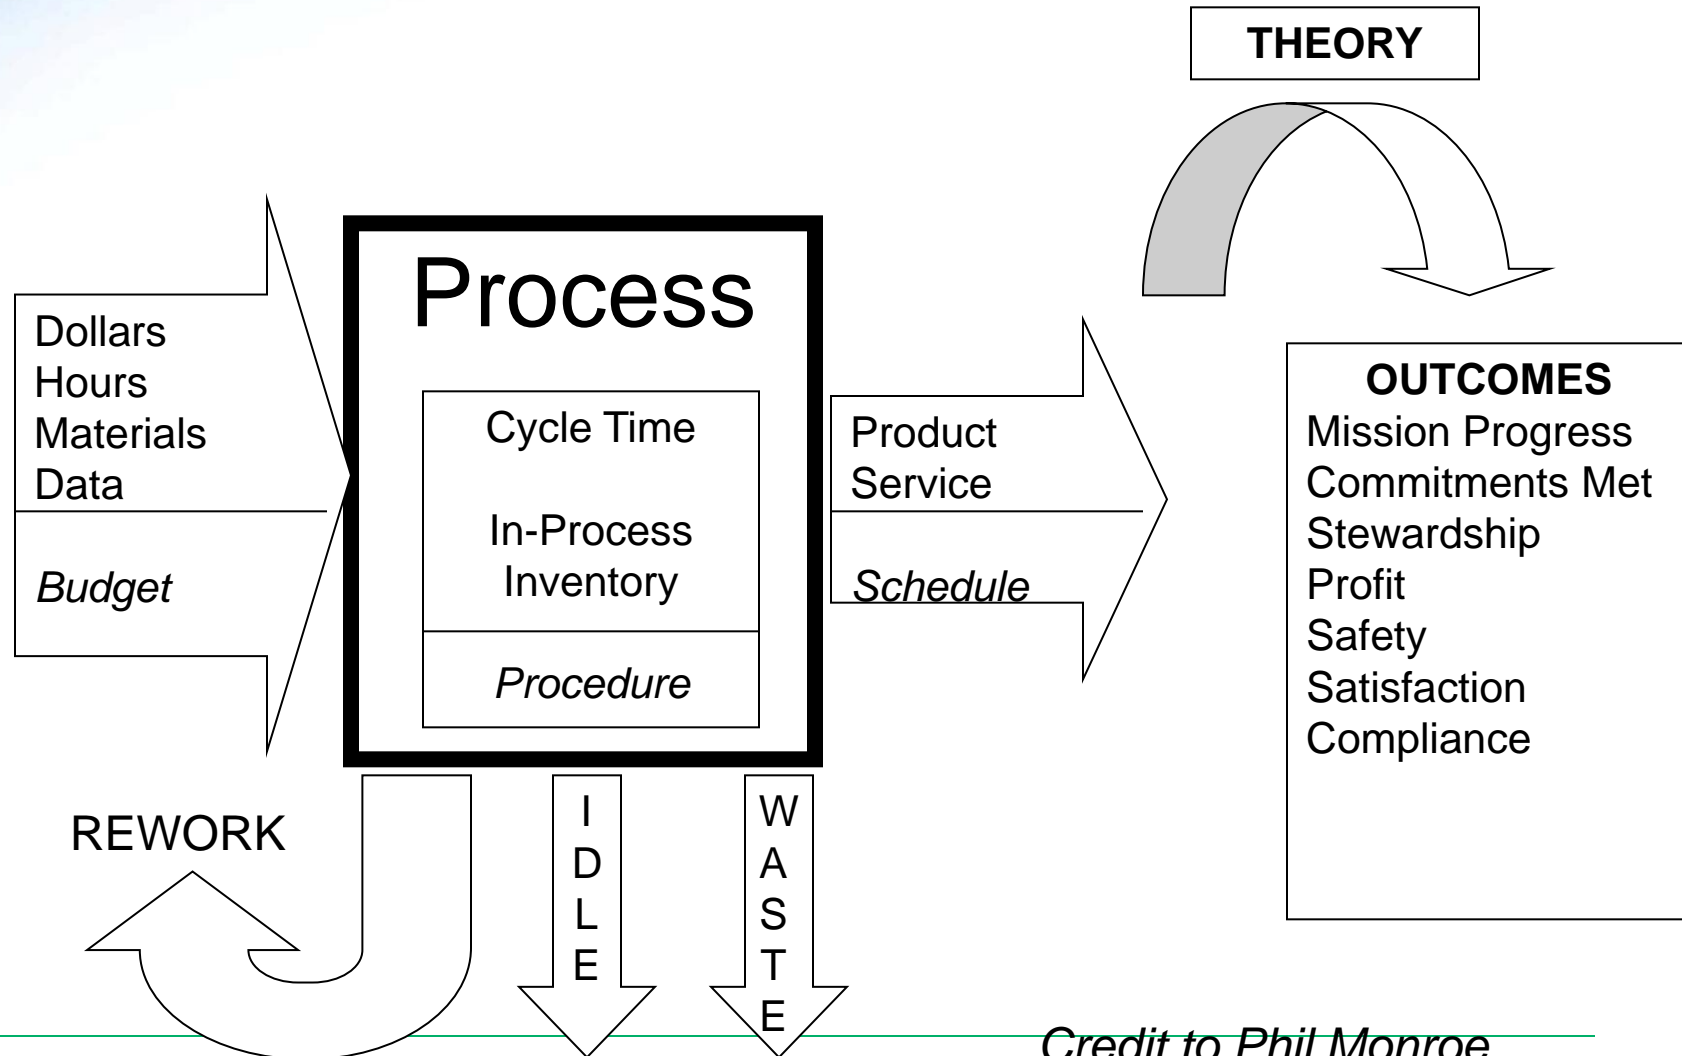 THEORY
Process
Dollars
Hours
Materials
Data
Budget
Cycle Time
In-Process
Inventory
Procedure
Product
Service
Schedule
OUTCOMES
Mission Progress
Commitments Met
Stewardship
Profit
Safety
Satisfaction
Compliance
REWORK
IDLE
WASTE
Credit to Phil Monroe